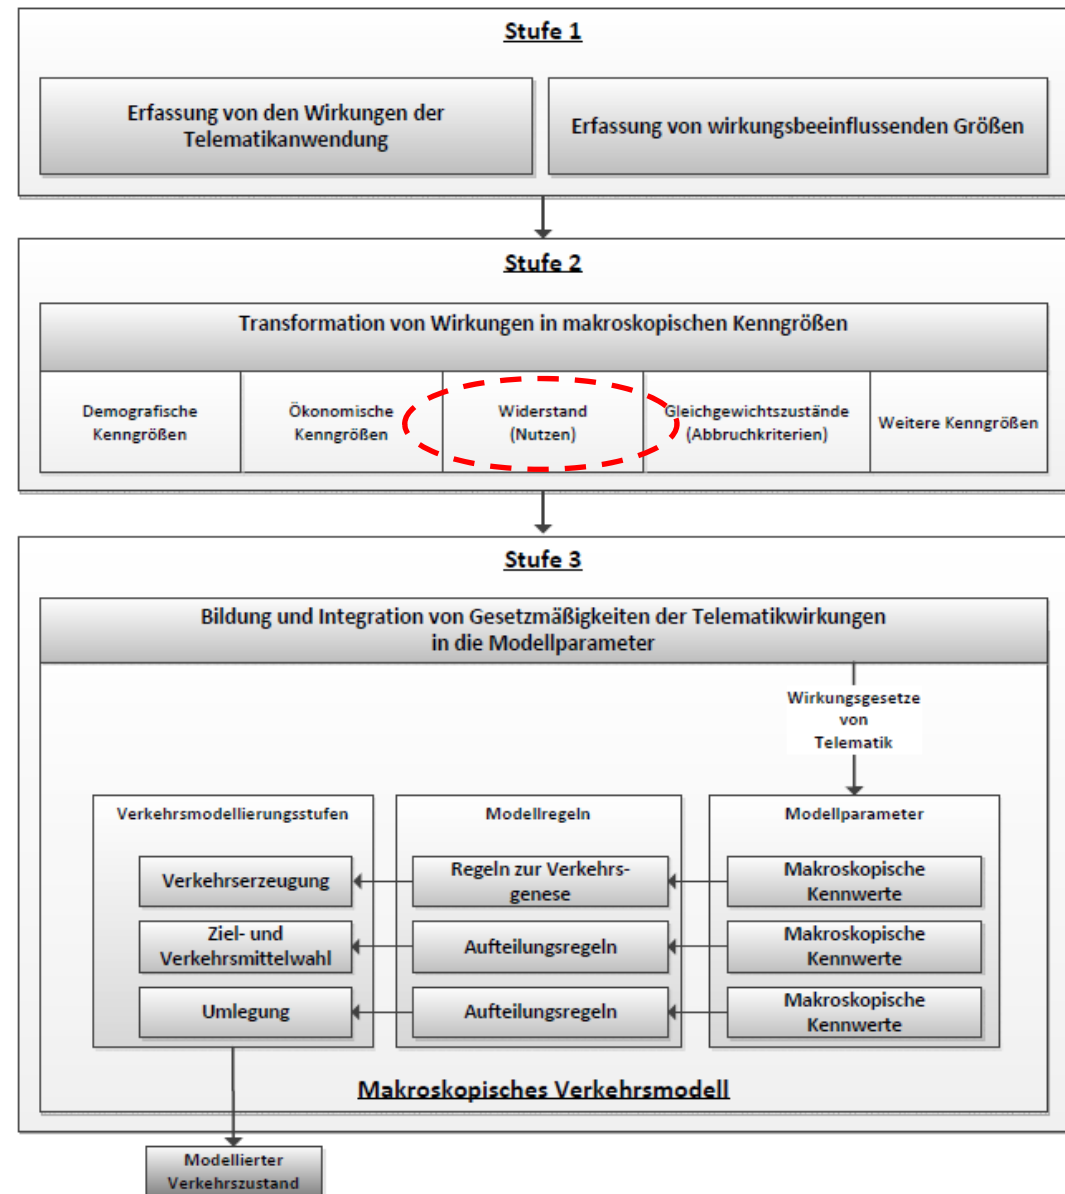 Stufe 1
Erfassung von den Wirkungen der
Telematikanwendung
Erfassung von wirkungsbeeinflussenden Größen
Stufe 2
Transformation von Wirkungen in makroskopischen Kenngrößen
Demografische
Kenngrößen
Ökonomische
Kenngrößen
Widerstand
(Nutzen)
Gleichgewichtszustände
(Abbruchkriterien)
Weitere Kenngrößen
Stufe 3
Bildung und Integration von Gesetzmäßigkeiten der Telematikwirkungen
in die Modellparameter
Wirkungsgesetze
von
Telematik
Verkehrsmodellierungsstufen
Modellregeln
Modellparameter
Verkehrserzeugung
Regeln zur Verkehrs-
genese
Makroskopische
Kennwerte
Ziel- und
Verkehrsmittelwahl
Aufteilungsregeln
Makroskopische
Kennwerte
Umlegung
Aufteilungsregeln
Makroskopische
Kennwerte
Makroskopisches Verkehrsmodell
Modellierter
Verkehrszustand